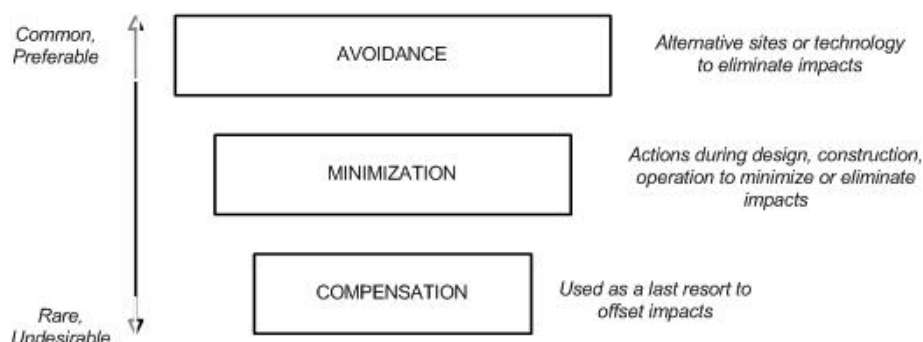 Common,
Preferable
AVOIDANCE
Alternative sites or technology
to eliminate impacts
MINIMIZATION
Actions during design, construction,
operation to minimize or eliminate
impacts
COMPENSATION
Used as a last resort to
offset impacts
Rare,
Undesirable